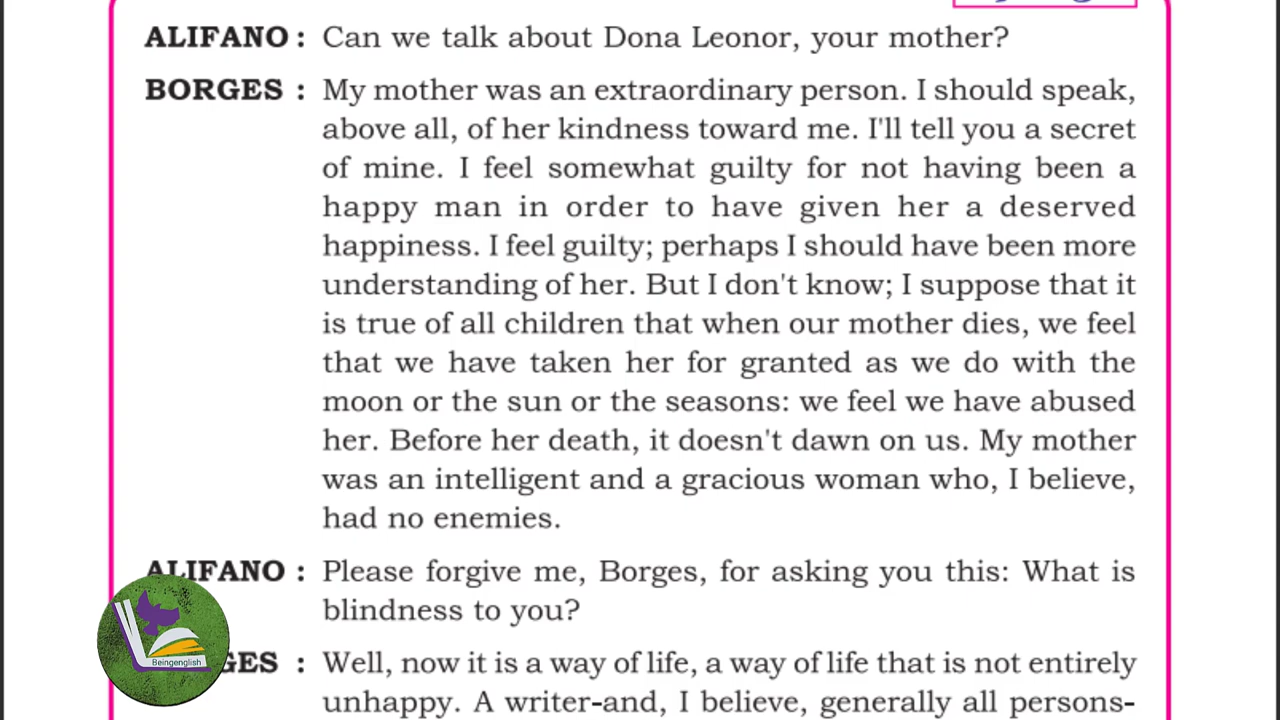 ALIFANO : Can we talk about Dona Leonor, your mother?
BORGES : My mother was an extraordinary person. I should speak,
above all, of her kindness toward me. I'll tell you a secret
of mine. I feel somewhat guilty for not having been a
happy man in order to have given her a deserved
happiness. I feel guilty; perhaps I should have been more
understanding of her. But I don't know; I suppose that it
is true of all children that when our mother dies, we feel
that we have taken her for granted as we do with the
moon or the sun or the seasons: we feel we have abused
her. Before her death, it doesn't dawn on us. My mother
was an intelligent and a gracious woman who, I believe,
had no enemies.
ALIFANO : Please forgive me, Borges, for asking you this: What is
blindness to you?
GES : Well, now it is a way of life, a way of life that is not entirely
Beingenglish
unhappy. A writer-and, I believe, generally all persons-